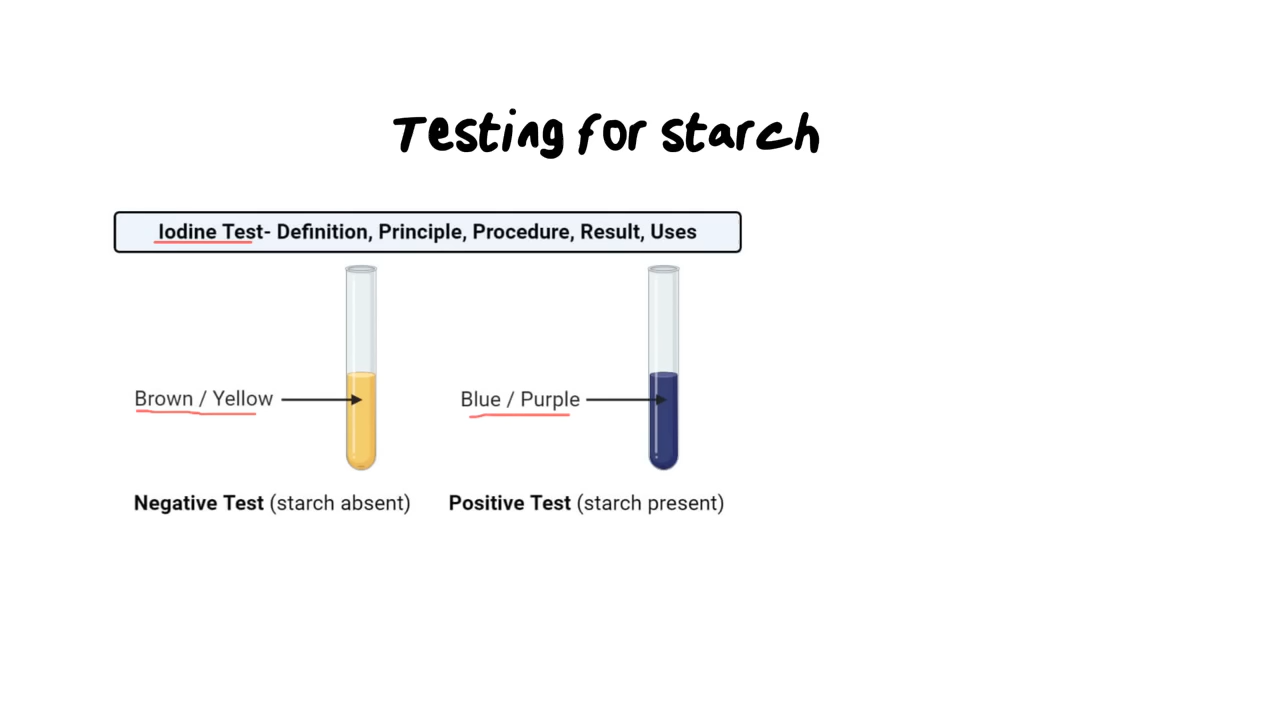 Testing for starch
Iodine Test- Definition, Principle, Procedure, Result, Uses
Brown / Yellow
Blue / Purple
Negative Test (starch absent)
Positive Test (starch present)